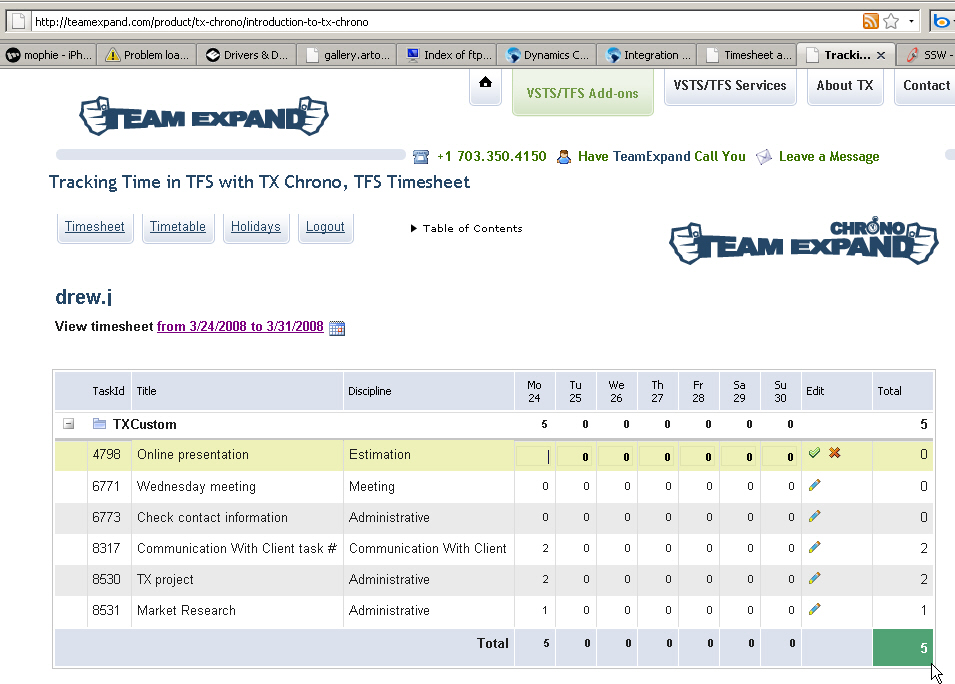 http://teamexpand.com/product/tx-chrono/introduction-to-tx-chrono
mophie - iPh... Problem loa... Drivers & D... gallery.arto... Index of ftp... Dynamics C... Integration ... Timesheet a... Tracki... SSW -
VSTS/TFS Add-ons VSTS/TFS Services About TX Contact
TEAM EXPAND
+1 703.350.4150 Have TeamExpand Call You Leave a Message
Tracking Time in TFS with TX Chrono, TFS Timesheet
Timesheet Timetable Holidays Logout Table of Contents
CHRONO
TEAM EXPAND
drew.j
View timesheet from 3/24/2008 to 3/31/2008
TaskId Title Discipline Mo 24 Tu 25 We 26 Th 27 Fr 28 Sa 29 Su 30 Edit Total
TXCustom 5 0 0 0 0 0 0 5
4798 Online presentation Estimation 0 0 0 0 0 0 0
6771 Wednesday meeting Meeting 0 0 0 0 0 0 0 0
6773 Check contact information Administrative 0 0 0 0 0 0 0 0
8317 Communication With Client task # Communication With Client 2 0 0 0 0 0 0 2
8530 TX project Administrative 2 0 0 0 0 0 0 2
8531 Market Research Administrative 1 0 0 0 0 0 0 1
Total 5 0 0 0 0 0 0 5